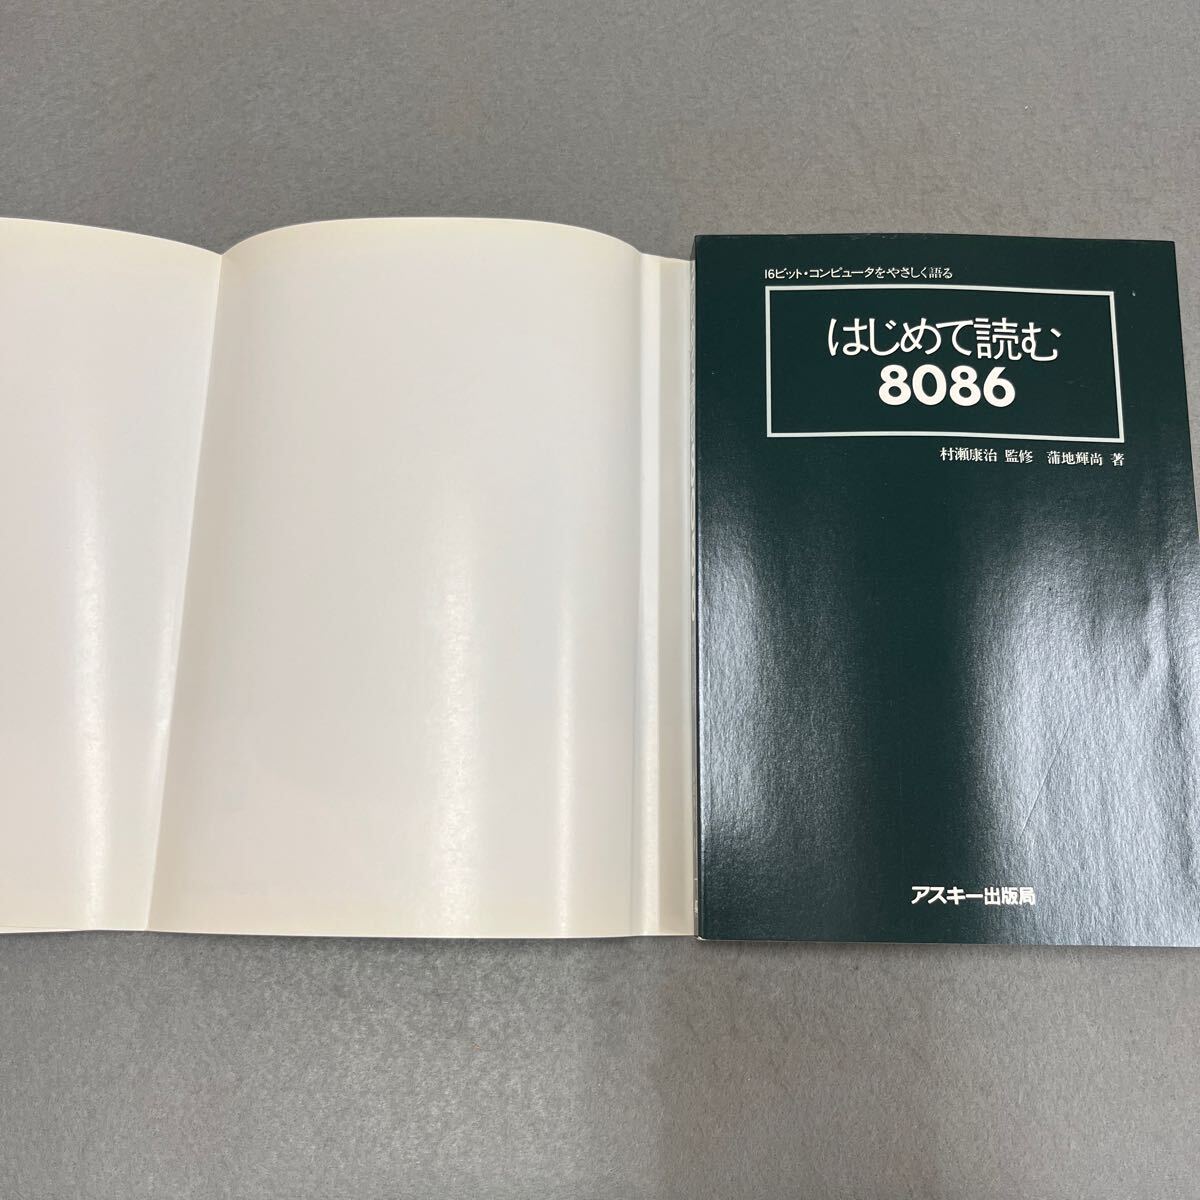 16ビット・コンピュータをやさしく語る
はじめて読む
8086
村瀬康治 監修 蒲地輝尚 著
アスキー出版局